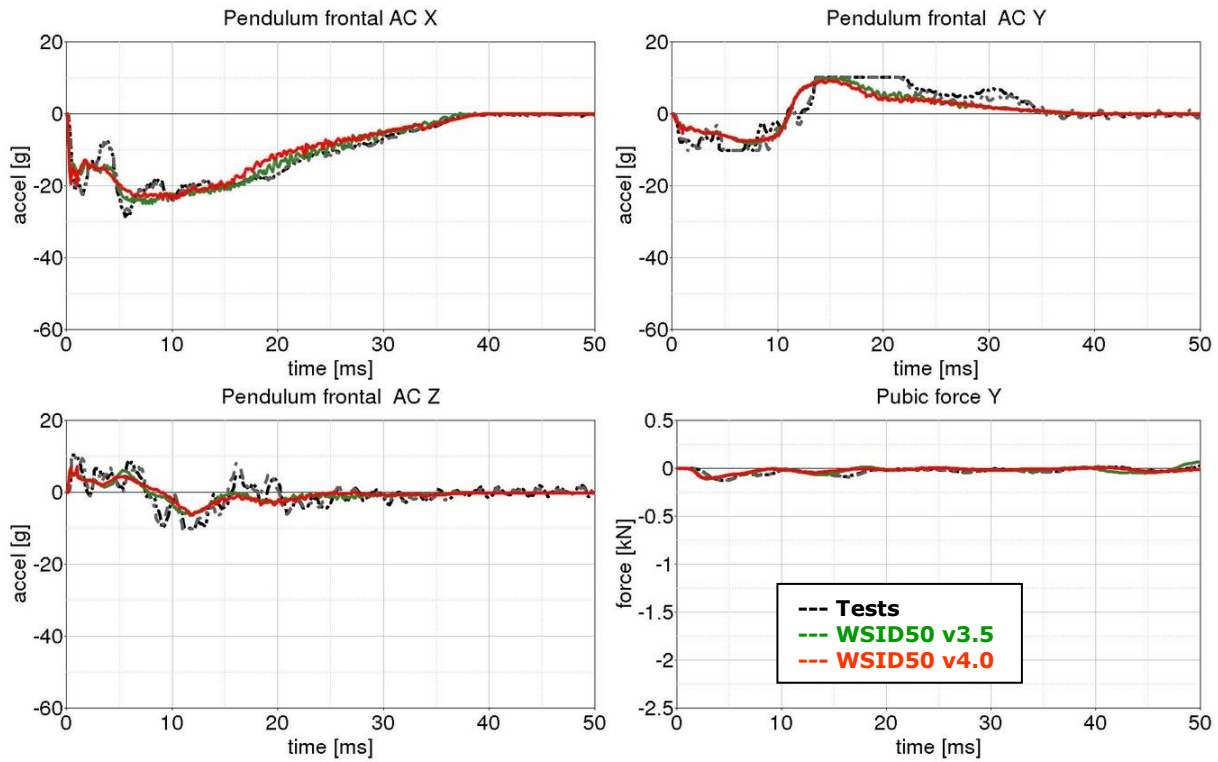 Pendulum frontal AC X
20
0
-20
-40
-60
accel [g]
0 10 20 30 40 50
time [ms]
Pendulum frontal  AC Y
20
0
-20
-40
-60
accel [g]
0 10 20 30 40 50
time [ms]
Pendulum frontal  AC Z
20
0
-20
-40
-60
accel [g]
0 10 20 30 40 50
time [ms]
Pubic force Y
0.5
0
-0.5
-1
-1.5
-2
-2.5
force [kN]
0 10 20 30 40 50
time [ms]
Tests
WSID50 v3.5
WSID50 v4.0